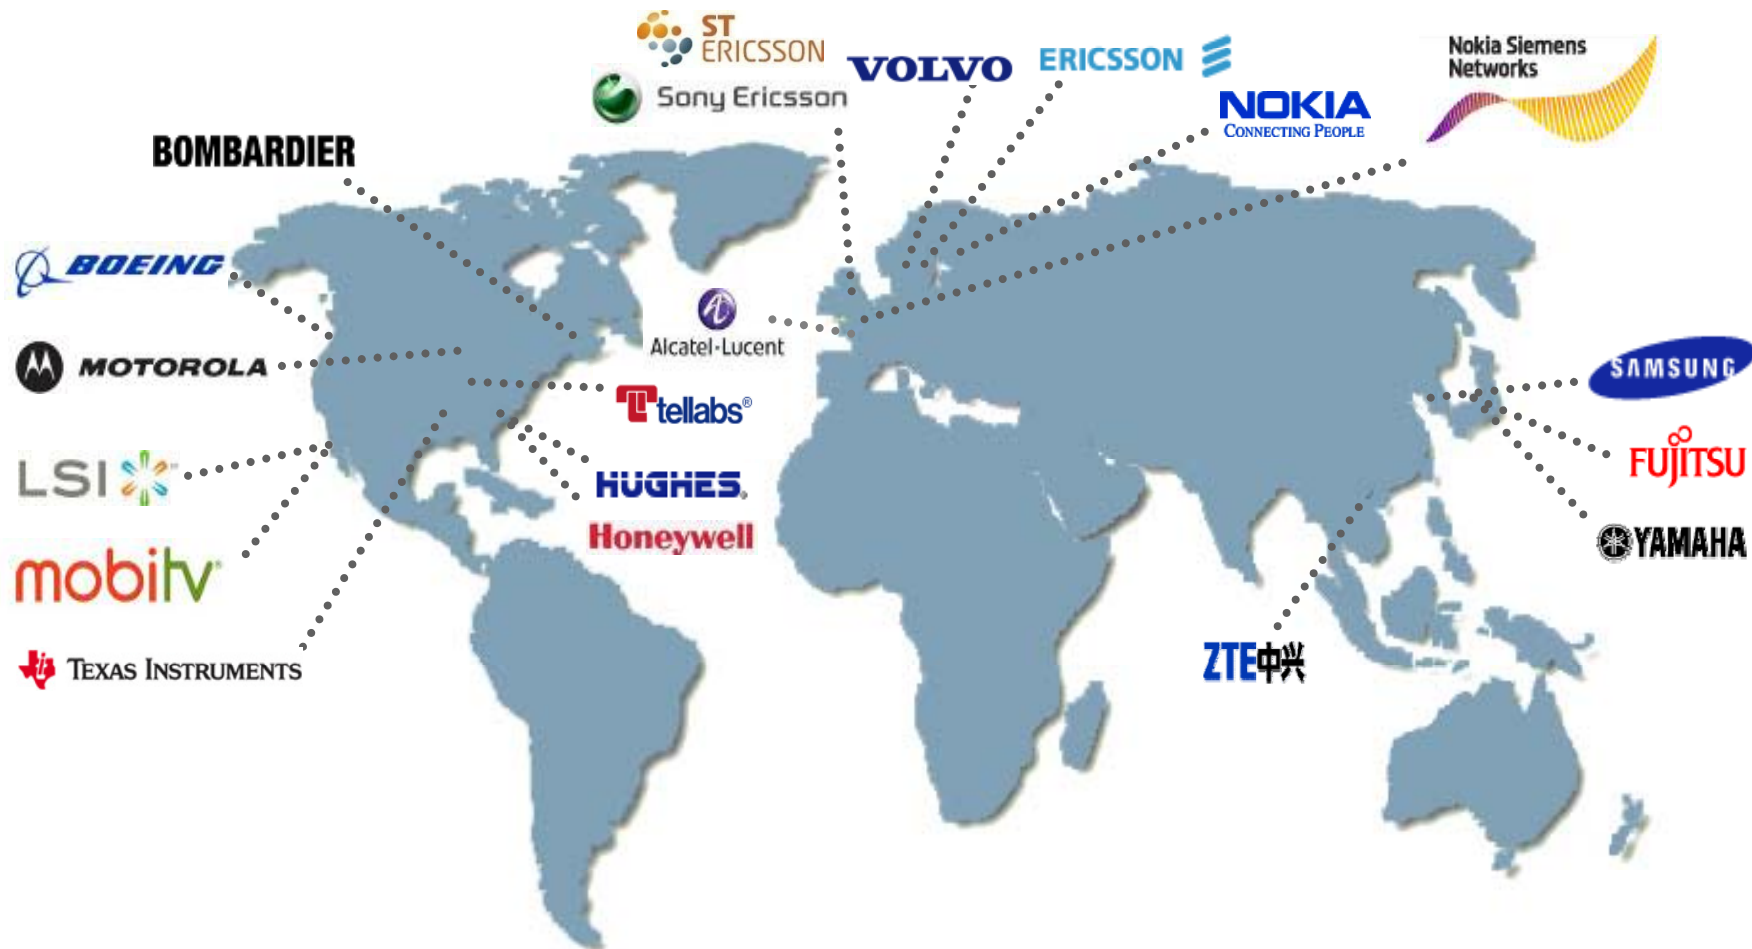 ST
ERICSSON
Sony Ericsson
VOLVO
ERICSSON
Nokia Siemens
Networks
NOKIA
CONNECTING PEOPLE
BOMBARDIER
BOEING
MOTOROLA
Alcatel·Lucent
tellabs®
SAMSUNG
FUJITSU
LSI
HUGHES®
Honeywell
YAMAHA
mobitv
TEXAS INSTRUMENTS
ZTE中兴